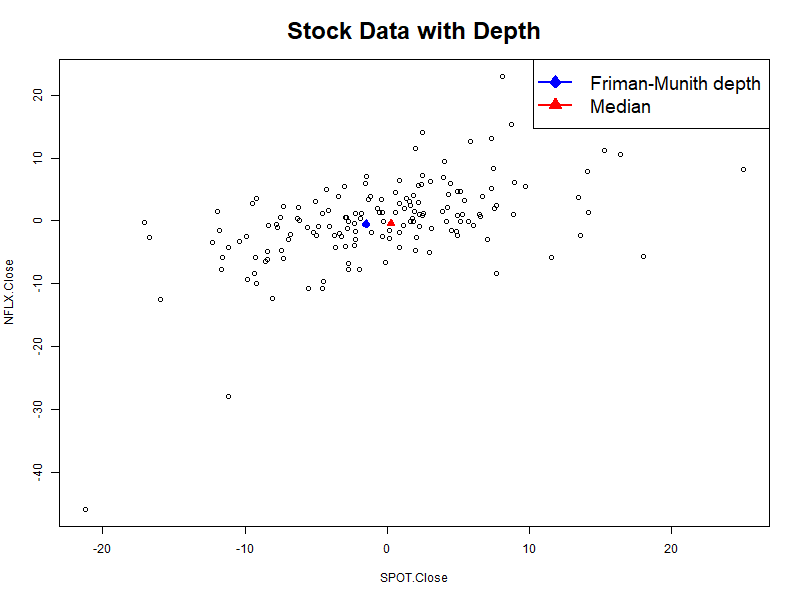 Stock Data with Depth
Friman-Munith depth
Median
20
10
0
-10
-20
-30
-40
NFLX.Close
-20
-10
0
10
20
SPOT.Close